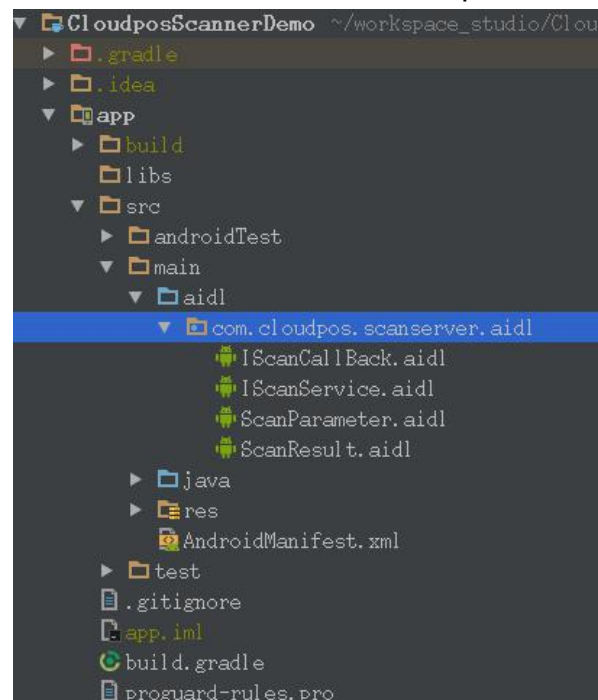 CloudposScannerDemo ~/workspace_studio/Clou
.gradle
.idea
app
build
libs
src
androidTest
main
aidl
com.cloudpos.scanserver.aidl
IScanCallBack.aidl
IScanService.aidl
ScanParameter.aidl
ScanResult.aidl
java
res
AndroidManifest.xml
test
.gitignore
app.iml
build.gradle
proguard-rules.pro